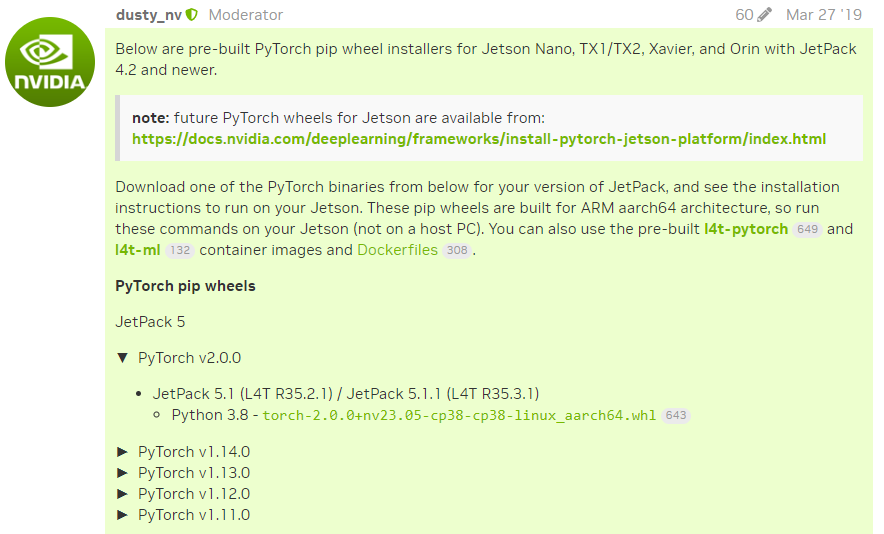 dusty_nv Moderator 60 Mar 27 '19
NVIDIA
Below are pre-built PyTorch pip wheel installers for Jetson Nano, TX1/TX2, Xavier, and Orin with JetPack
4.2 and newer.
note: future PyTorch wheels for Jetson are available from:
https://docs.nvidia.com/deeplearning/frameworks/install-pytorch-jetson-platform/index.html
Download one of the PyTorch binaries from below for your version of JetPack, and see the installation
instructions to run on your Jetson. These pip wheels are built for ARM aarch64 architecture, so run
these commands on your Jetson (not on a host PC). You can also use the pre-built l4t-pytorch 649 and
l4t-ml 132 container images and Dockerfiles 308 .
PyTorch pip wheels
JetPack 5
▼ PyTorch v2.0.0
• JetPack 5.1 (L4T R35.2.1) / JetPack 5.1.1 (L4T R35.3.1)
◦ Python 3.8 - torch-2.0.0+nv23.05-cp38-cp38-linux_aarch64.whl 643
► PyTorch v1.14.0
► PyTorch v1.13.0
► PyTorch v1.12.0
► PyTorch v1.11.0